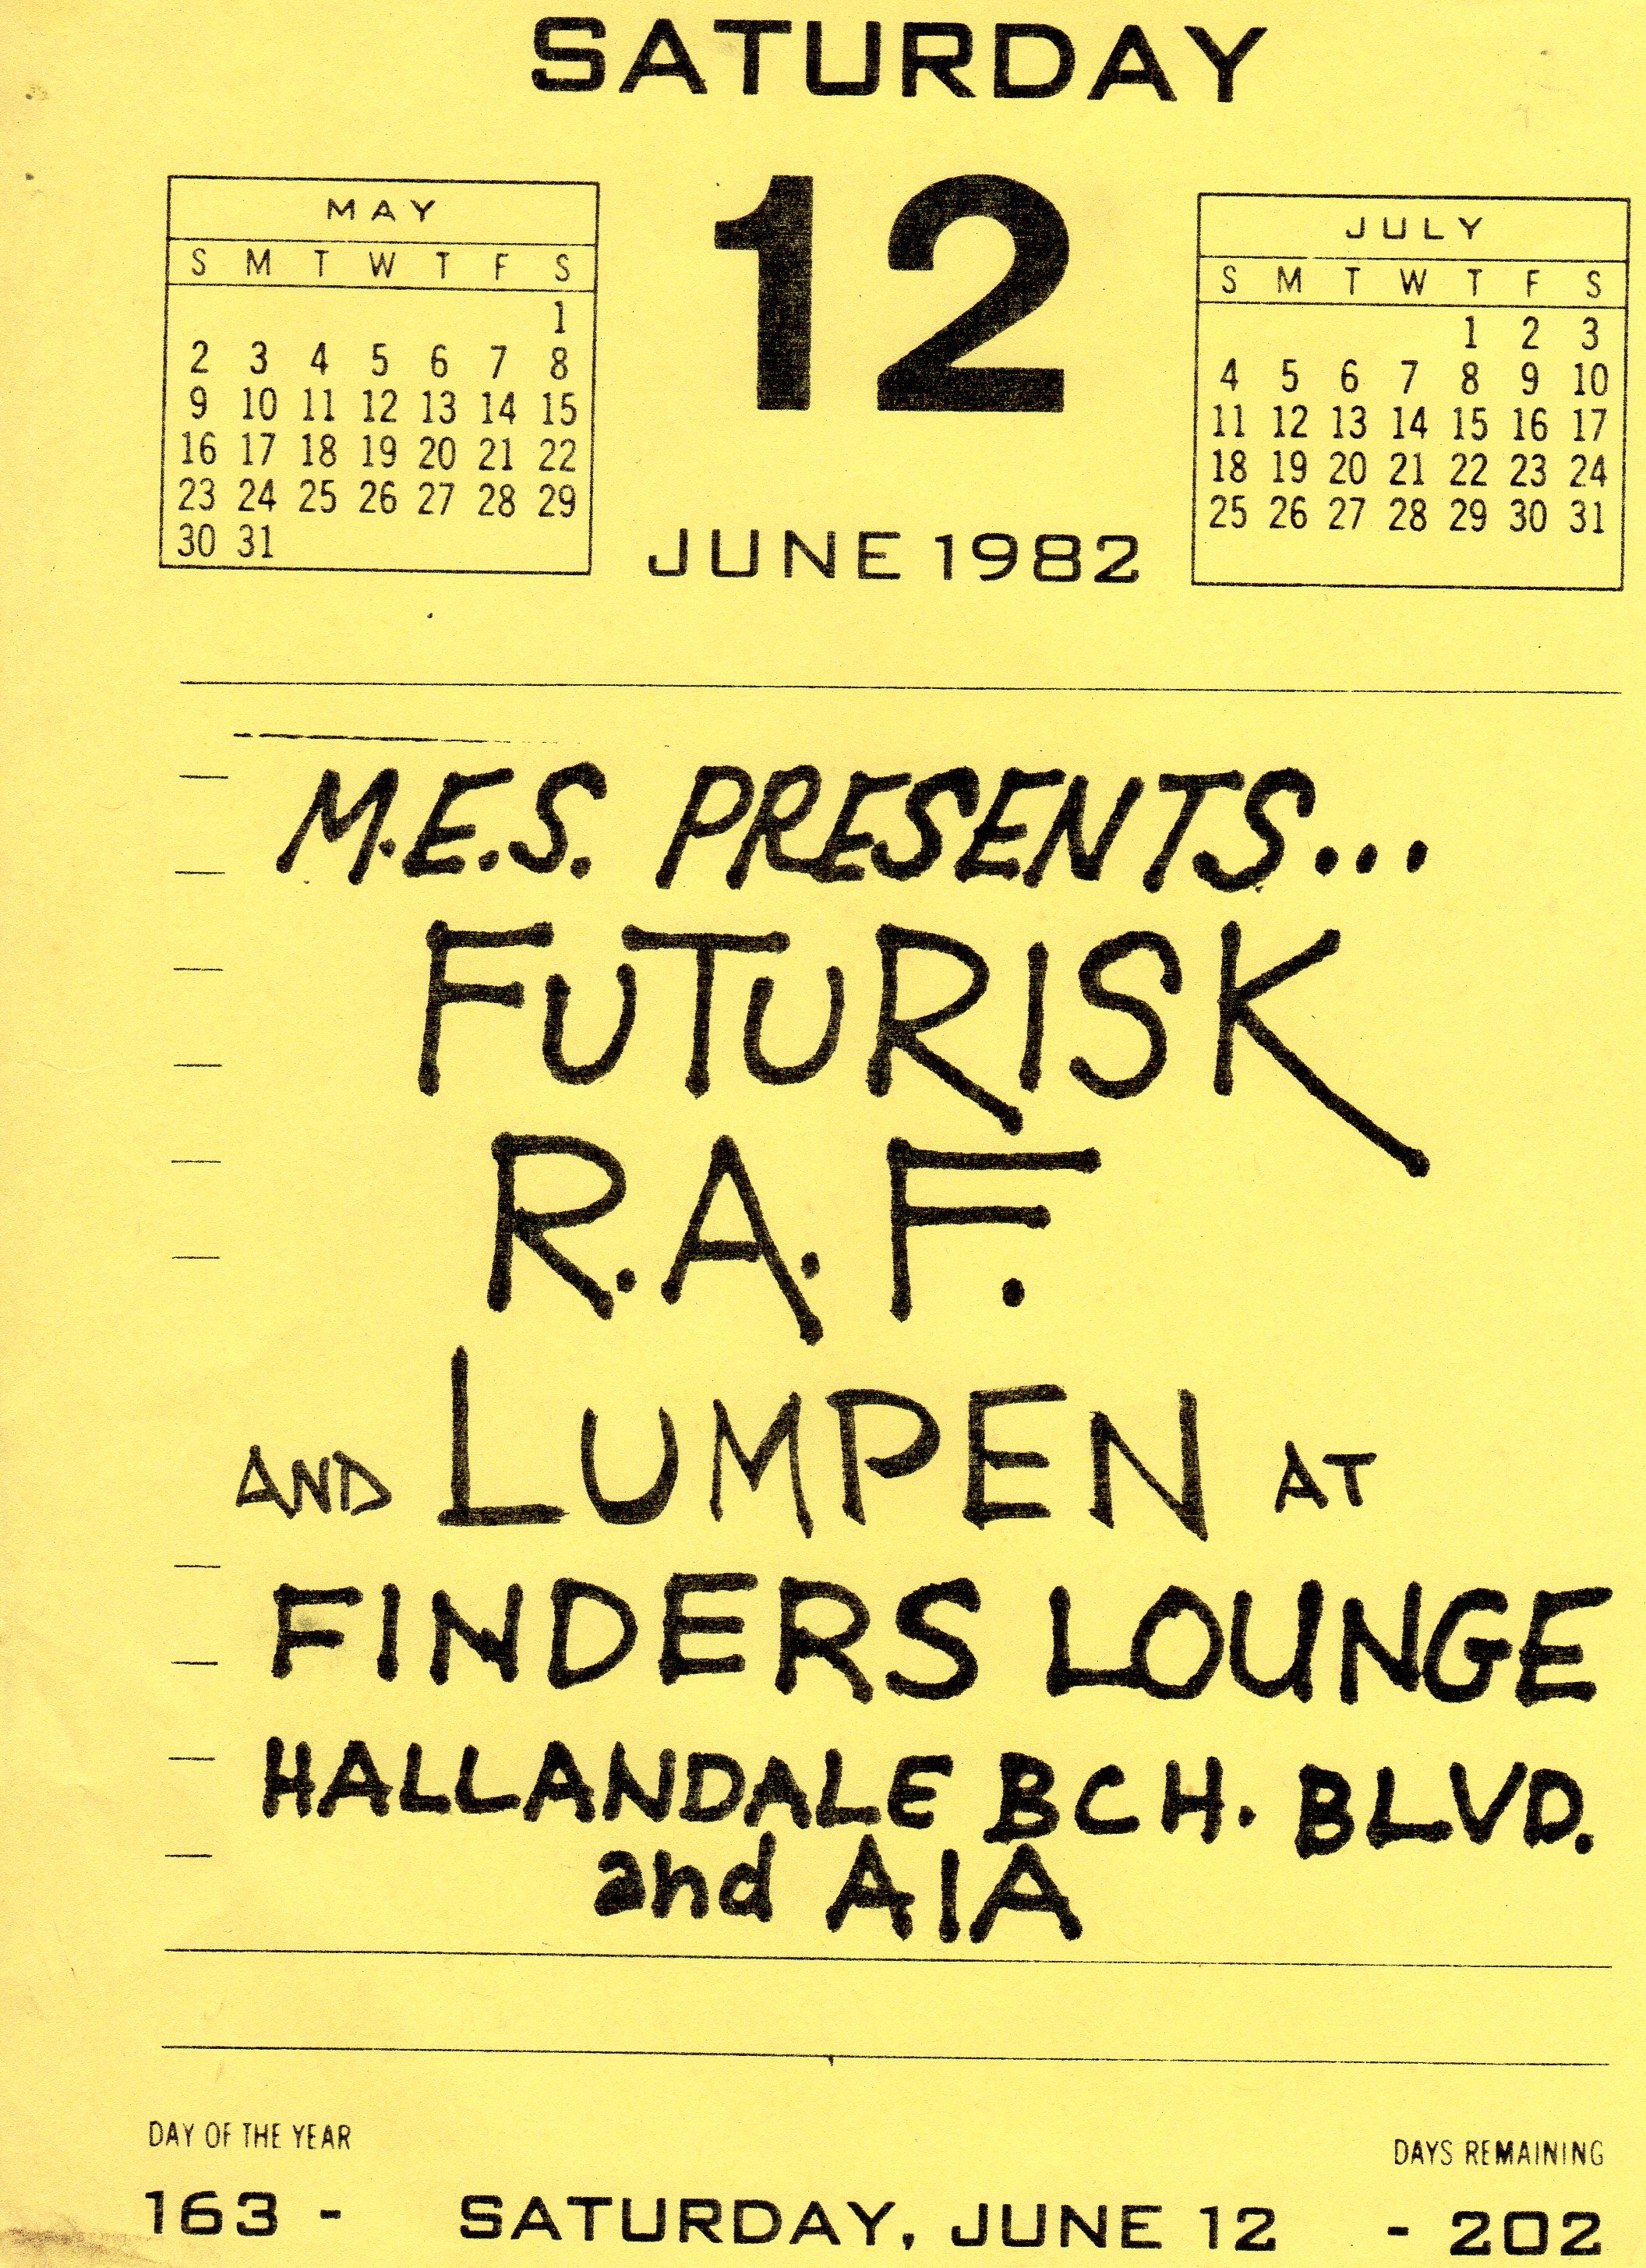 SATURDAY
12
JUNE 1982
MAY
S M T W T F S
1
2 3 4 5 6 7 8
9 10 11 12 13 14 15
16 17 18 19 20 21 22
23 24 25 26 27 28 29
30 31
JULY
S M T W T F S
1 2 3
4 5 6 7 8 9 10
11 12 13 14 15 16 17
18 19 20 21 22 23 24
25 26 27 28 29 30 31
M.E.S. PRESENTS...
FUTURISK
R.A.F.
AND LUMPEN AT
FINDERS LOUNGE
HALLANDALE BCH. BLVD.
and A1A
DAY OF THE YEAR
DAYS REMAINING
163 - SATURDAY, JUNE 12 - 202